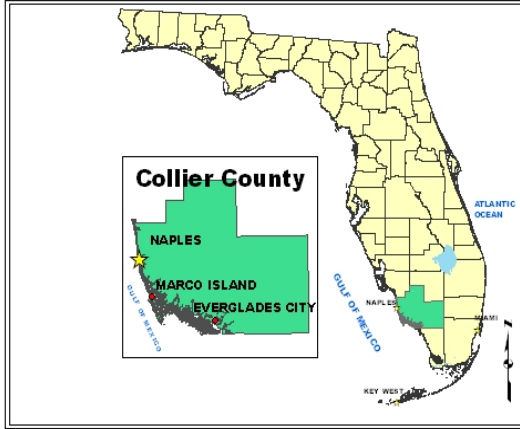 Collier County
NAPLES
MARCO ISLAND
EVERGLADES CITY
GULF OF MEXICO
ATLANTIC
OCEAN
GULF OF MEXICO
NAPLES
MIAMI
KEY WEST